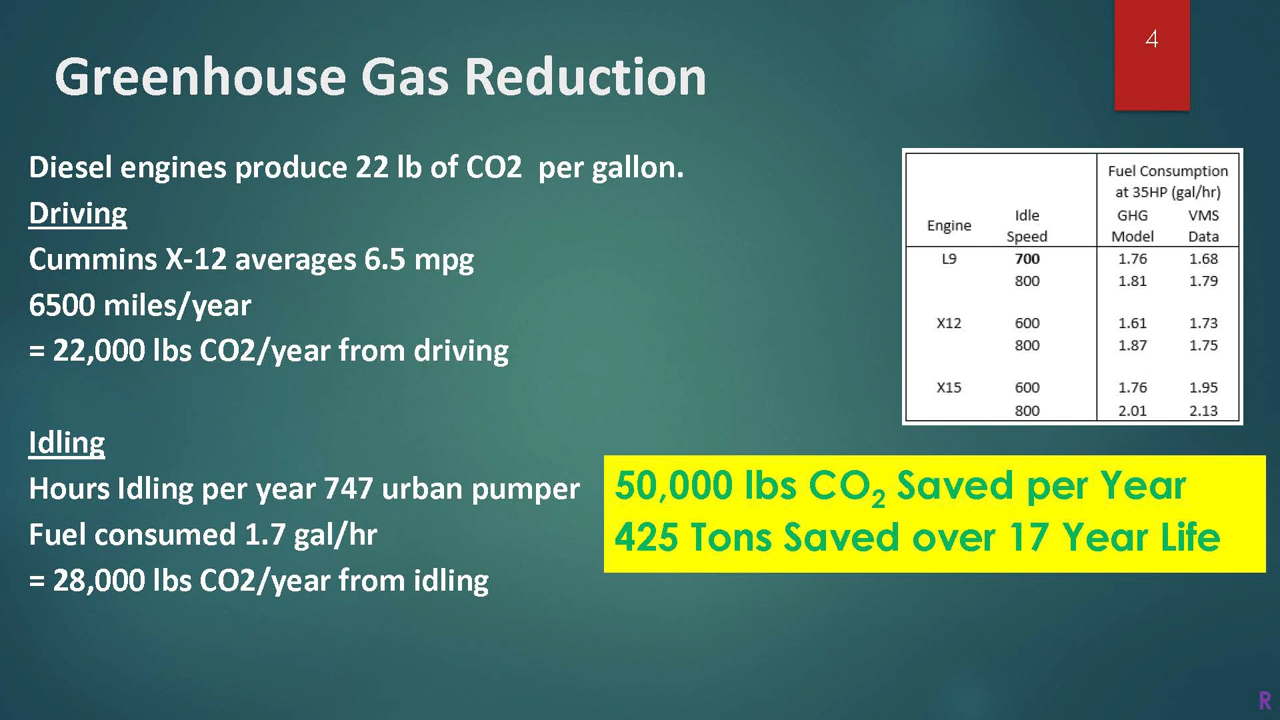 4
Greenhouse Gas Reduction
Diesel engines produce 22 lb of CO2  per gallon.
Driving
Cummins X-12 averages 6.5 mpg
6500 miles/year
= 22,000 lbs CO2/year from driving
Idling
Hours Idling per year 747 urban pumper
Fuel consumed 1.7 gal/hr
= 28,000 lbs CO2/year from idling
Fuel Consumption
at 35HP (gal/hr)
Engine Idle Speed GHG Model VMS Data
L9 700 1.76 1.68
800 1.81 1.79
X12 600 1.61 1.73
800 1.87 1.75
X15 600 1.76 1.95
800 2.01 2.13
50,000 lbs CO₂ Saved per Year
425 Tons Saved over 17 Year Life
R